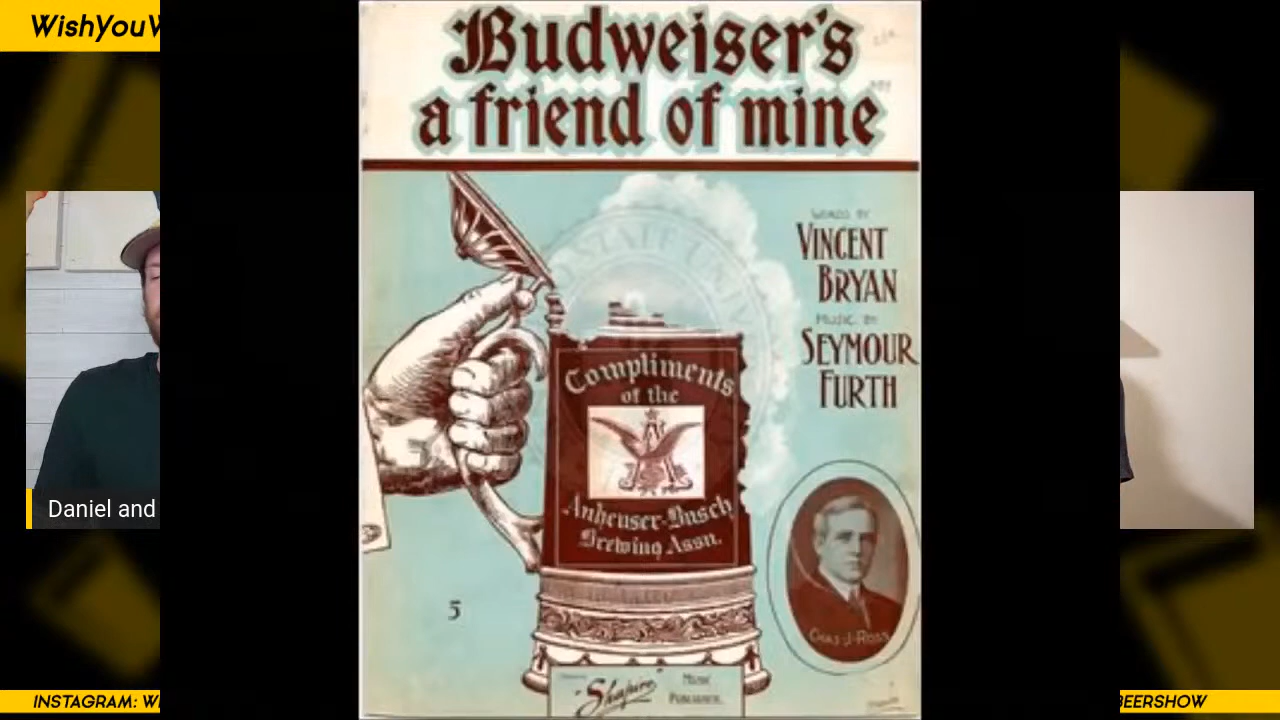 WishYouW
Budweiser's
a friend of mine
WORDS BY
VINCENT
BRYAN
MUSIC BY
SEYMOUR
FURTH
Compliments
of the
Anheuser-Busch
Brewing Assn.
CHAS-J-ROSS
5
"Shapiro"
MUSIC
PUBLISHER
Daniel and
INSTAGRAM: W
BEERSHOW